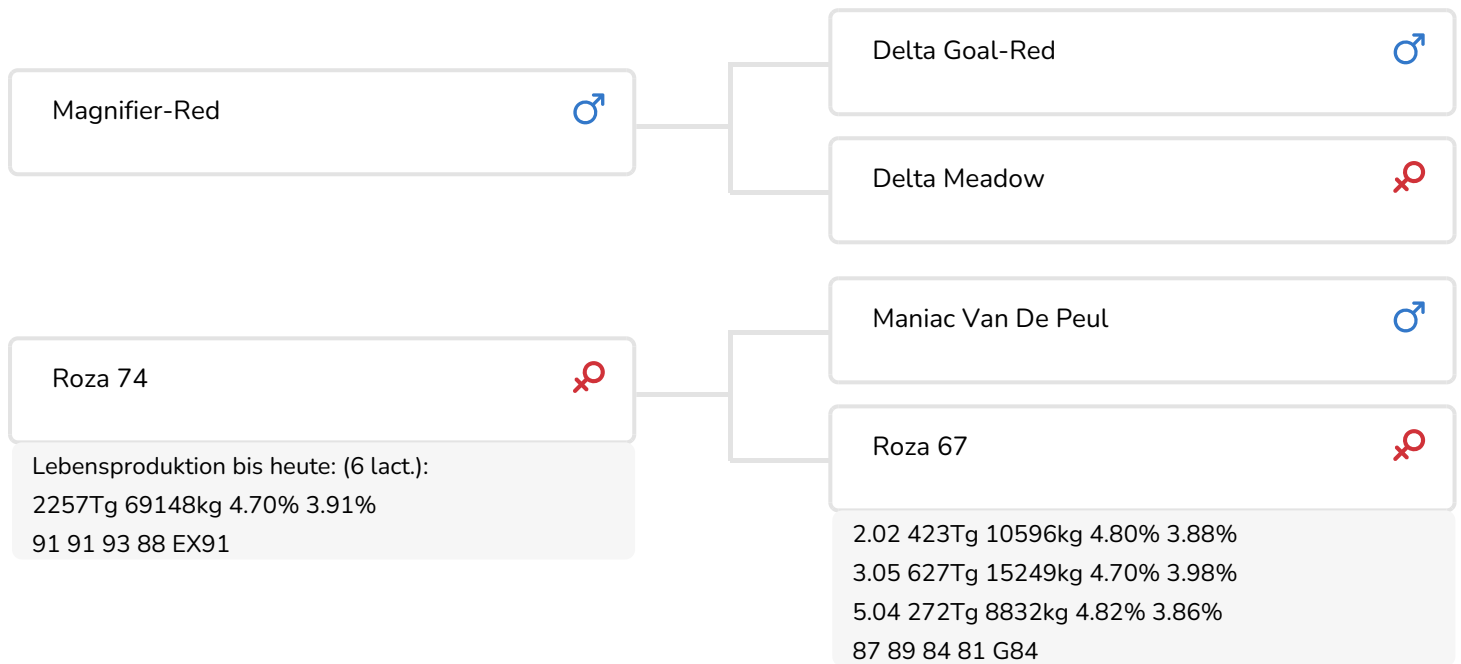 Magnifier-Red
Delta Goal-Red
Delta Meadow
Roza 74
Lebensproduktion bis heute: (6 lact.):
2257Tg 69148kg 4.70% 3.91%
91 91 93 88 EX91
Maniac Van De Peul
Roza 67
2.02 423Tg 10596kg 4.80% 3.88%
3.05 627Tg 15249kg 4.70% 3.98%
5.04 272Tg 8832kg 4.82% 3.86%
87 89 84 81 G84